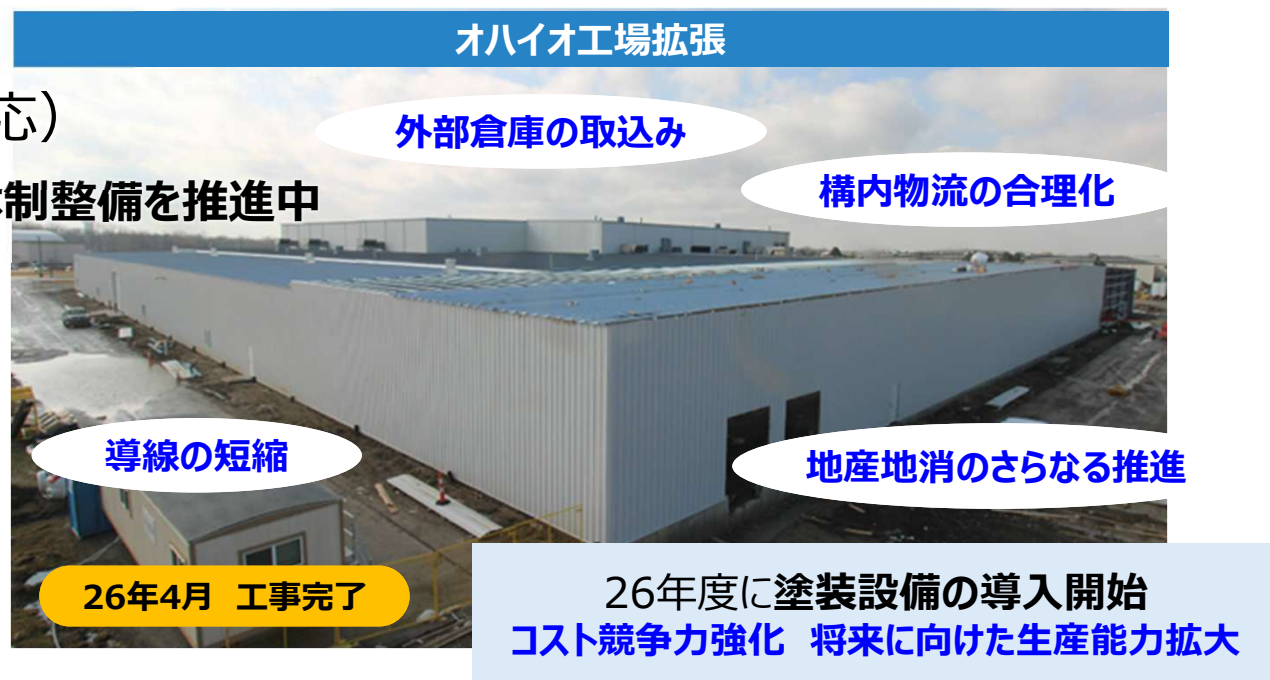 オハイオ工場拡張
応）
外部倉庫の取込み
構内物流の合理化
制整備を推進中
導線の短縮
地産地消のさらなる推進
26年4月 工事完了
26年度に塗装設備の導入開始
コスト競争力強化 将来に向けた生産能力拡大